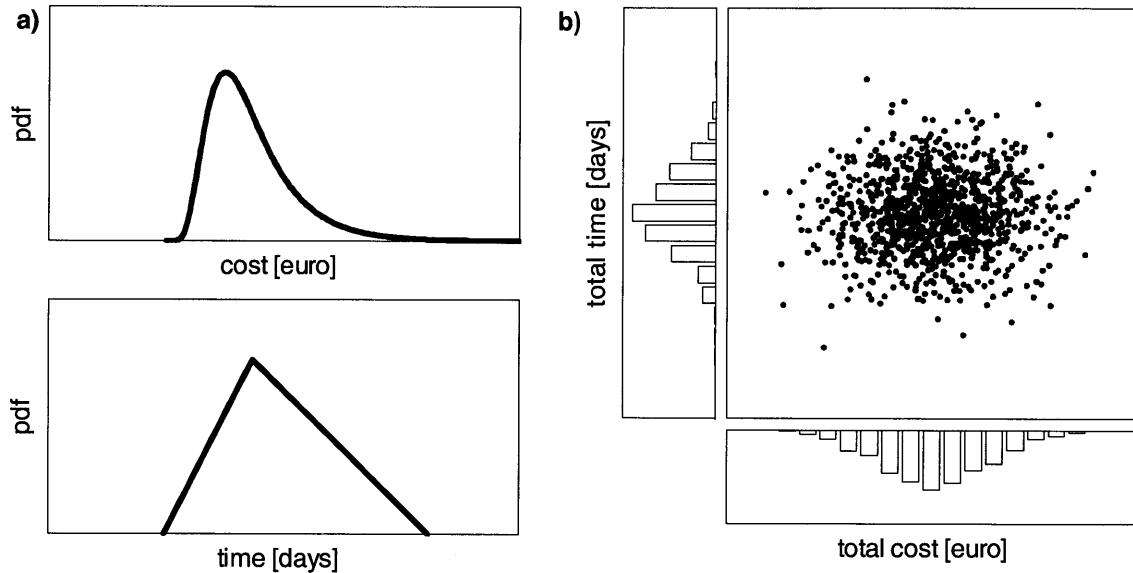 a)
pdf
cost [euro]
pdf
time [days]
b)
total time [days]
total cost [euro]